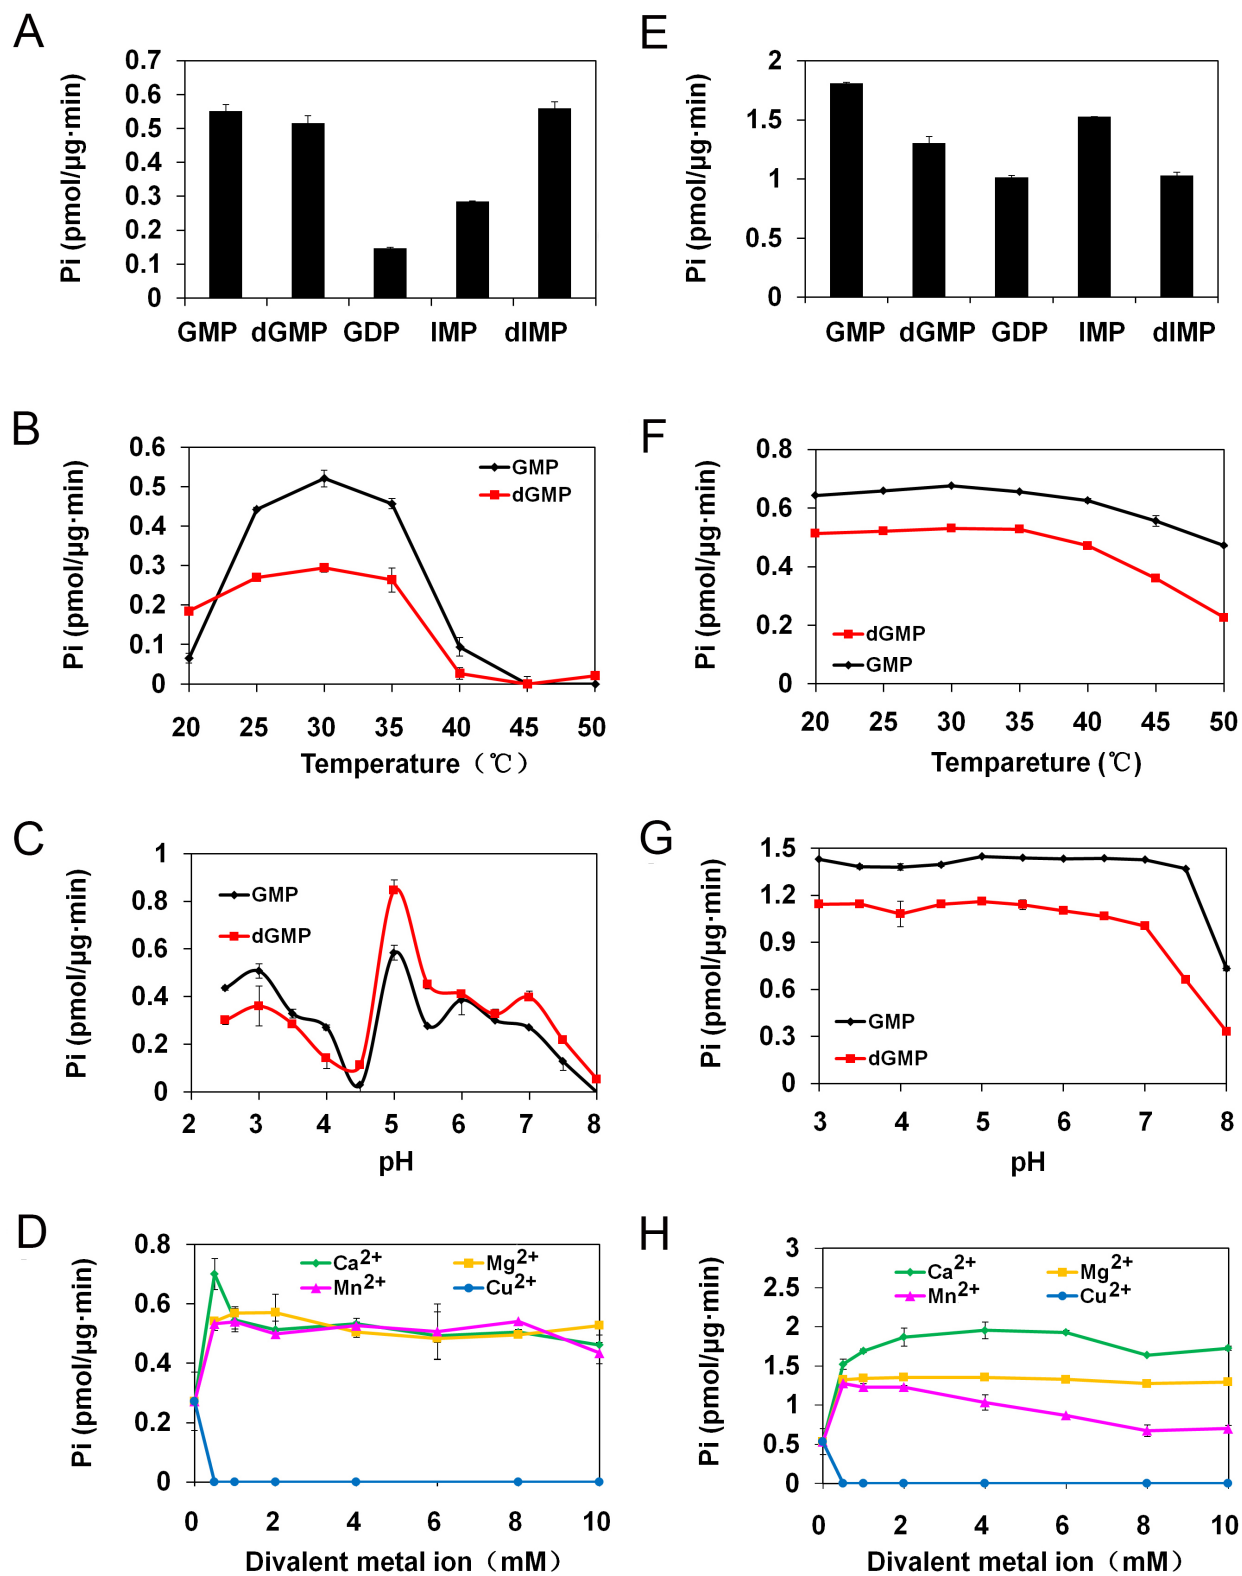 A
Pi (pmol/µg·min)
0.7
0.6
0.5
0.4
0.3
0.2
0.1
0
GMP dGMP GDP IMP dIMP
E
Pi (pmol/µg·min)
2
1.5
1
0.5
0
GMP dGMP GDP IMP dIMP
B
Pi (pmol/µg·min)
0.6
0.5
0.4
0.3
0.2
0.1
0
GMP
dGMP
20 25 30 35 40 45 50
Temperature（℃）
F
Pi (pmol/µg·min)
0.8
0.6
0.4
0.2
0
dGMP
GMP
20 25 30 35 40 45 50
Tempareture (℃)
C
Pi (pmol/µg·min)
1
0.8
0.6
0.4
0.2
0
GMP
dGMP
2 3 4 5 6 7 8
pH
G
Pi (pmol/µg·min)
1.5
1.2
0.9
0.6
0.3
0
GMP
dGMP
3 4 5 6 7 8
pH
D
Pi (pmol/µg·min)
0.8
0.6
0.4
0.2
0
Ca2+ Mg2+
Mn2+ Cu2+
0 2 4 6 8 10
Divalent metal ion（mM）
H
Pi (pmol/µg·min)
3
2.5
2
1.5
1
0.5
0
Ca2+ Mg2+
Mn2+ Cu2+
0 2 4 6 8 10
Divalent metal ion（mM）